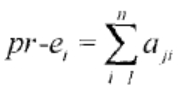 pr-e_i = \sum_{i 1}^{n} a_{ji}